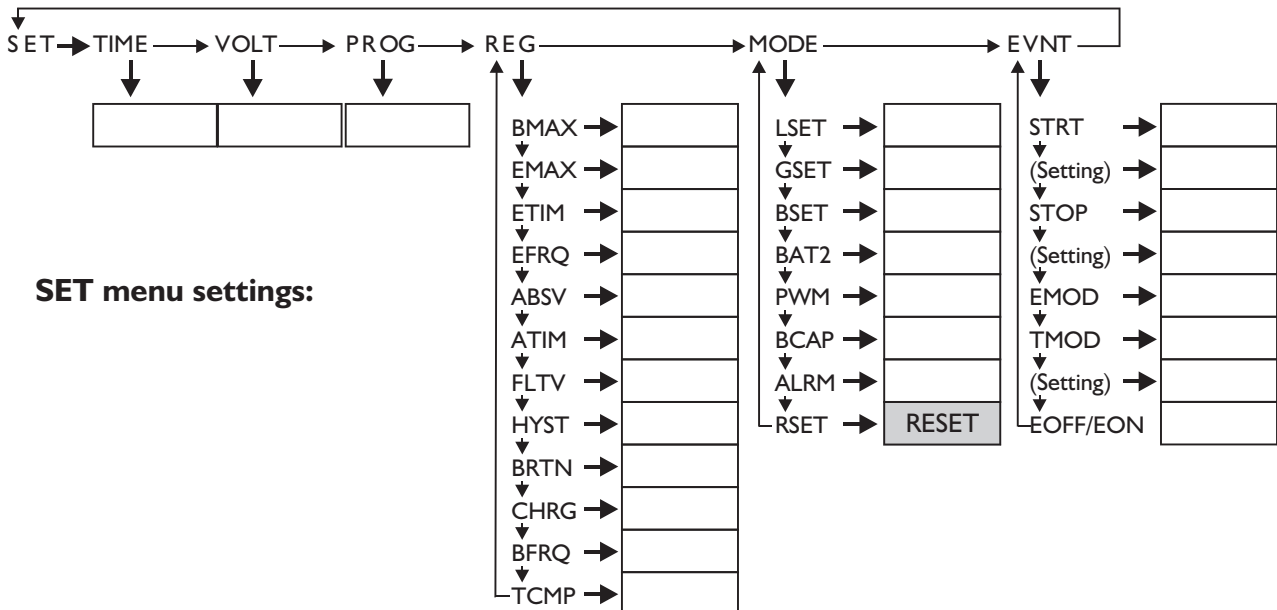 SET TIME VOLT PROG REG MODE EVNT
BMAX LSET STRT
EMAX GSET (Setting)
ETIM BSET STOP
EFRQ BAT2 (Setting)
SET menu settings:
ABSV PWM EMOD
ATIM BCAP TMOD
FLTV ALRM (Setting)
HYST RSET RESET EOFF/EON
BRTN
CHRG
BFRQ
TCMP